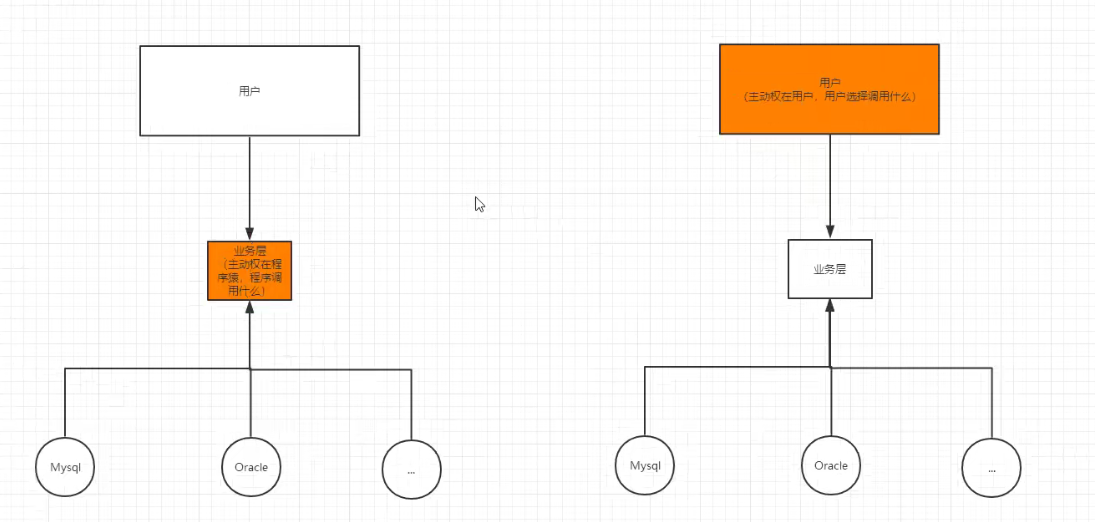 用户
业务层
（主动权在程
序猿，程序调
用什么）
Mysql
Oracle
...
用户
（主动权在用户，用户选择调用什么）
业务层
Mysql
Oracle
...